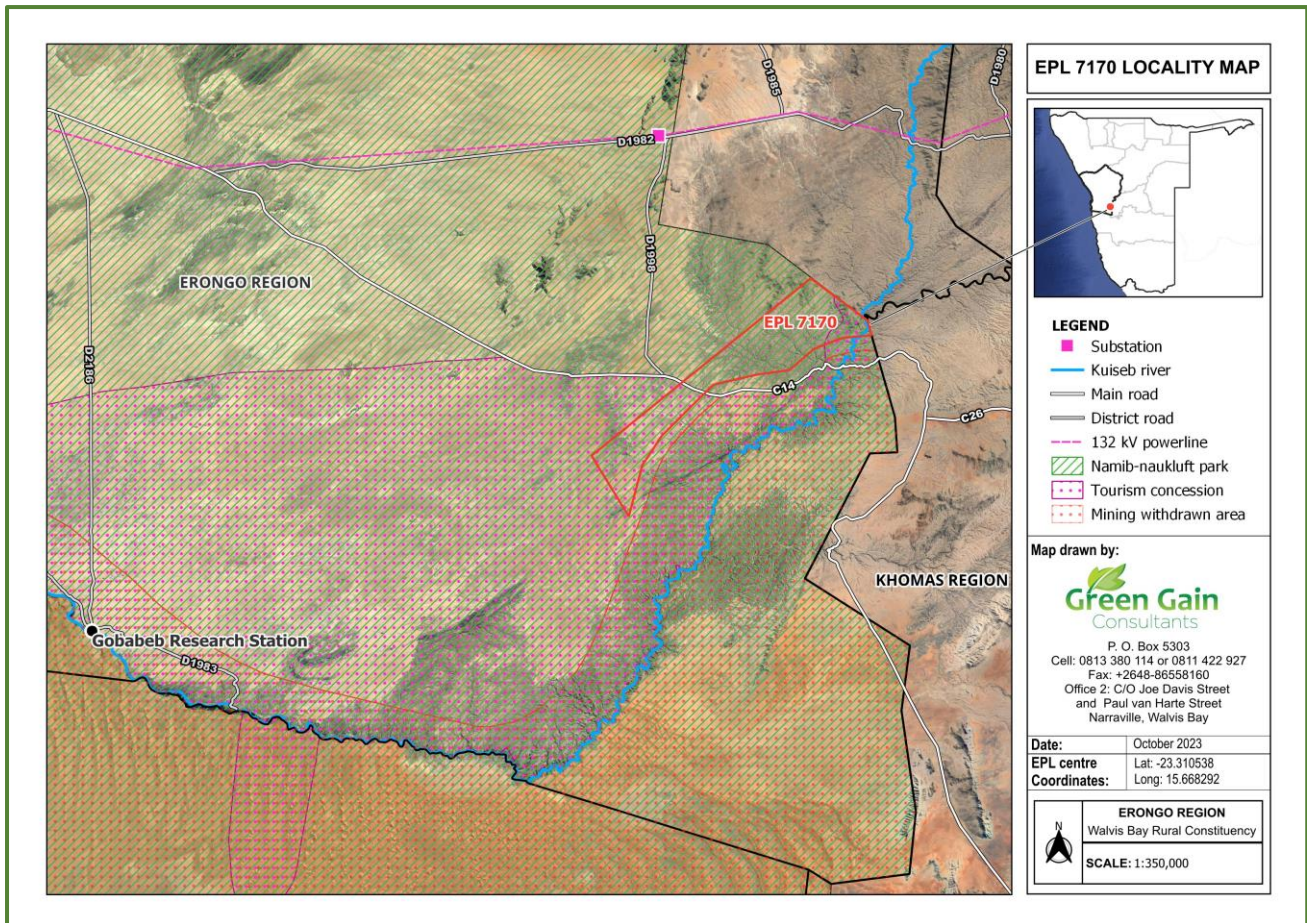 EPL 7170 LOCALITY MAP
D1985
D1980
D1982
D1998
ERONGO REGION
EPL 7170
D2186
C14
C26
KHOMAS REGION
Gobabeb Research Station
D1983
LEGEND
Substation
Kuiseb river
Main road
District road
132 kV powerline
Namib-naukluft park
Tourism concession
Mining withdrawn area
Map drawn by:
Green Gain
Consultants
P. O. Box 5303
Cell: 0813 380 114 or 0811 422 927
Fax: +2648-86558160
Office 2: C/O Joe Davis Street
and Paul van Harte Street
Narraville, Walvis Bay
Date: October 2023
EPL centre Lat: -23.310538
Coordinates: Long: 15.668292
N
ERONGO REGION
Walvis Bay Rural Constituency
SCALE: 1:350,000